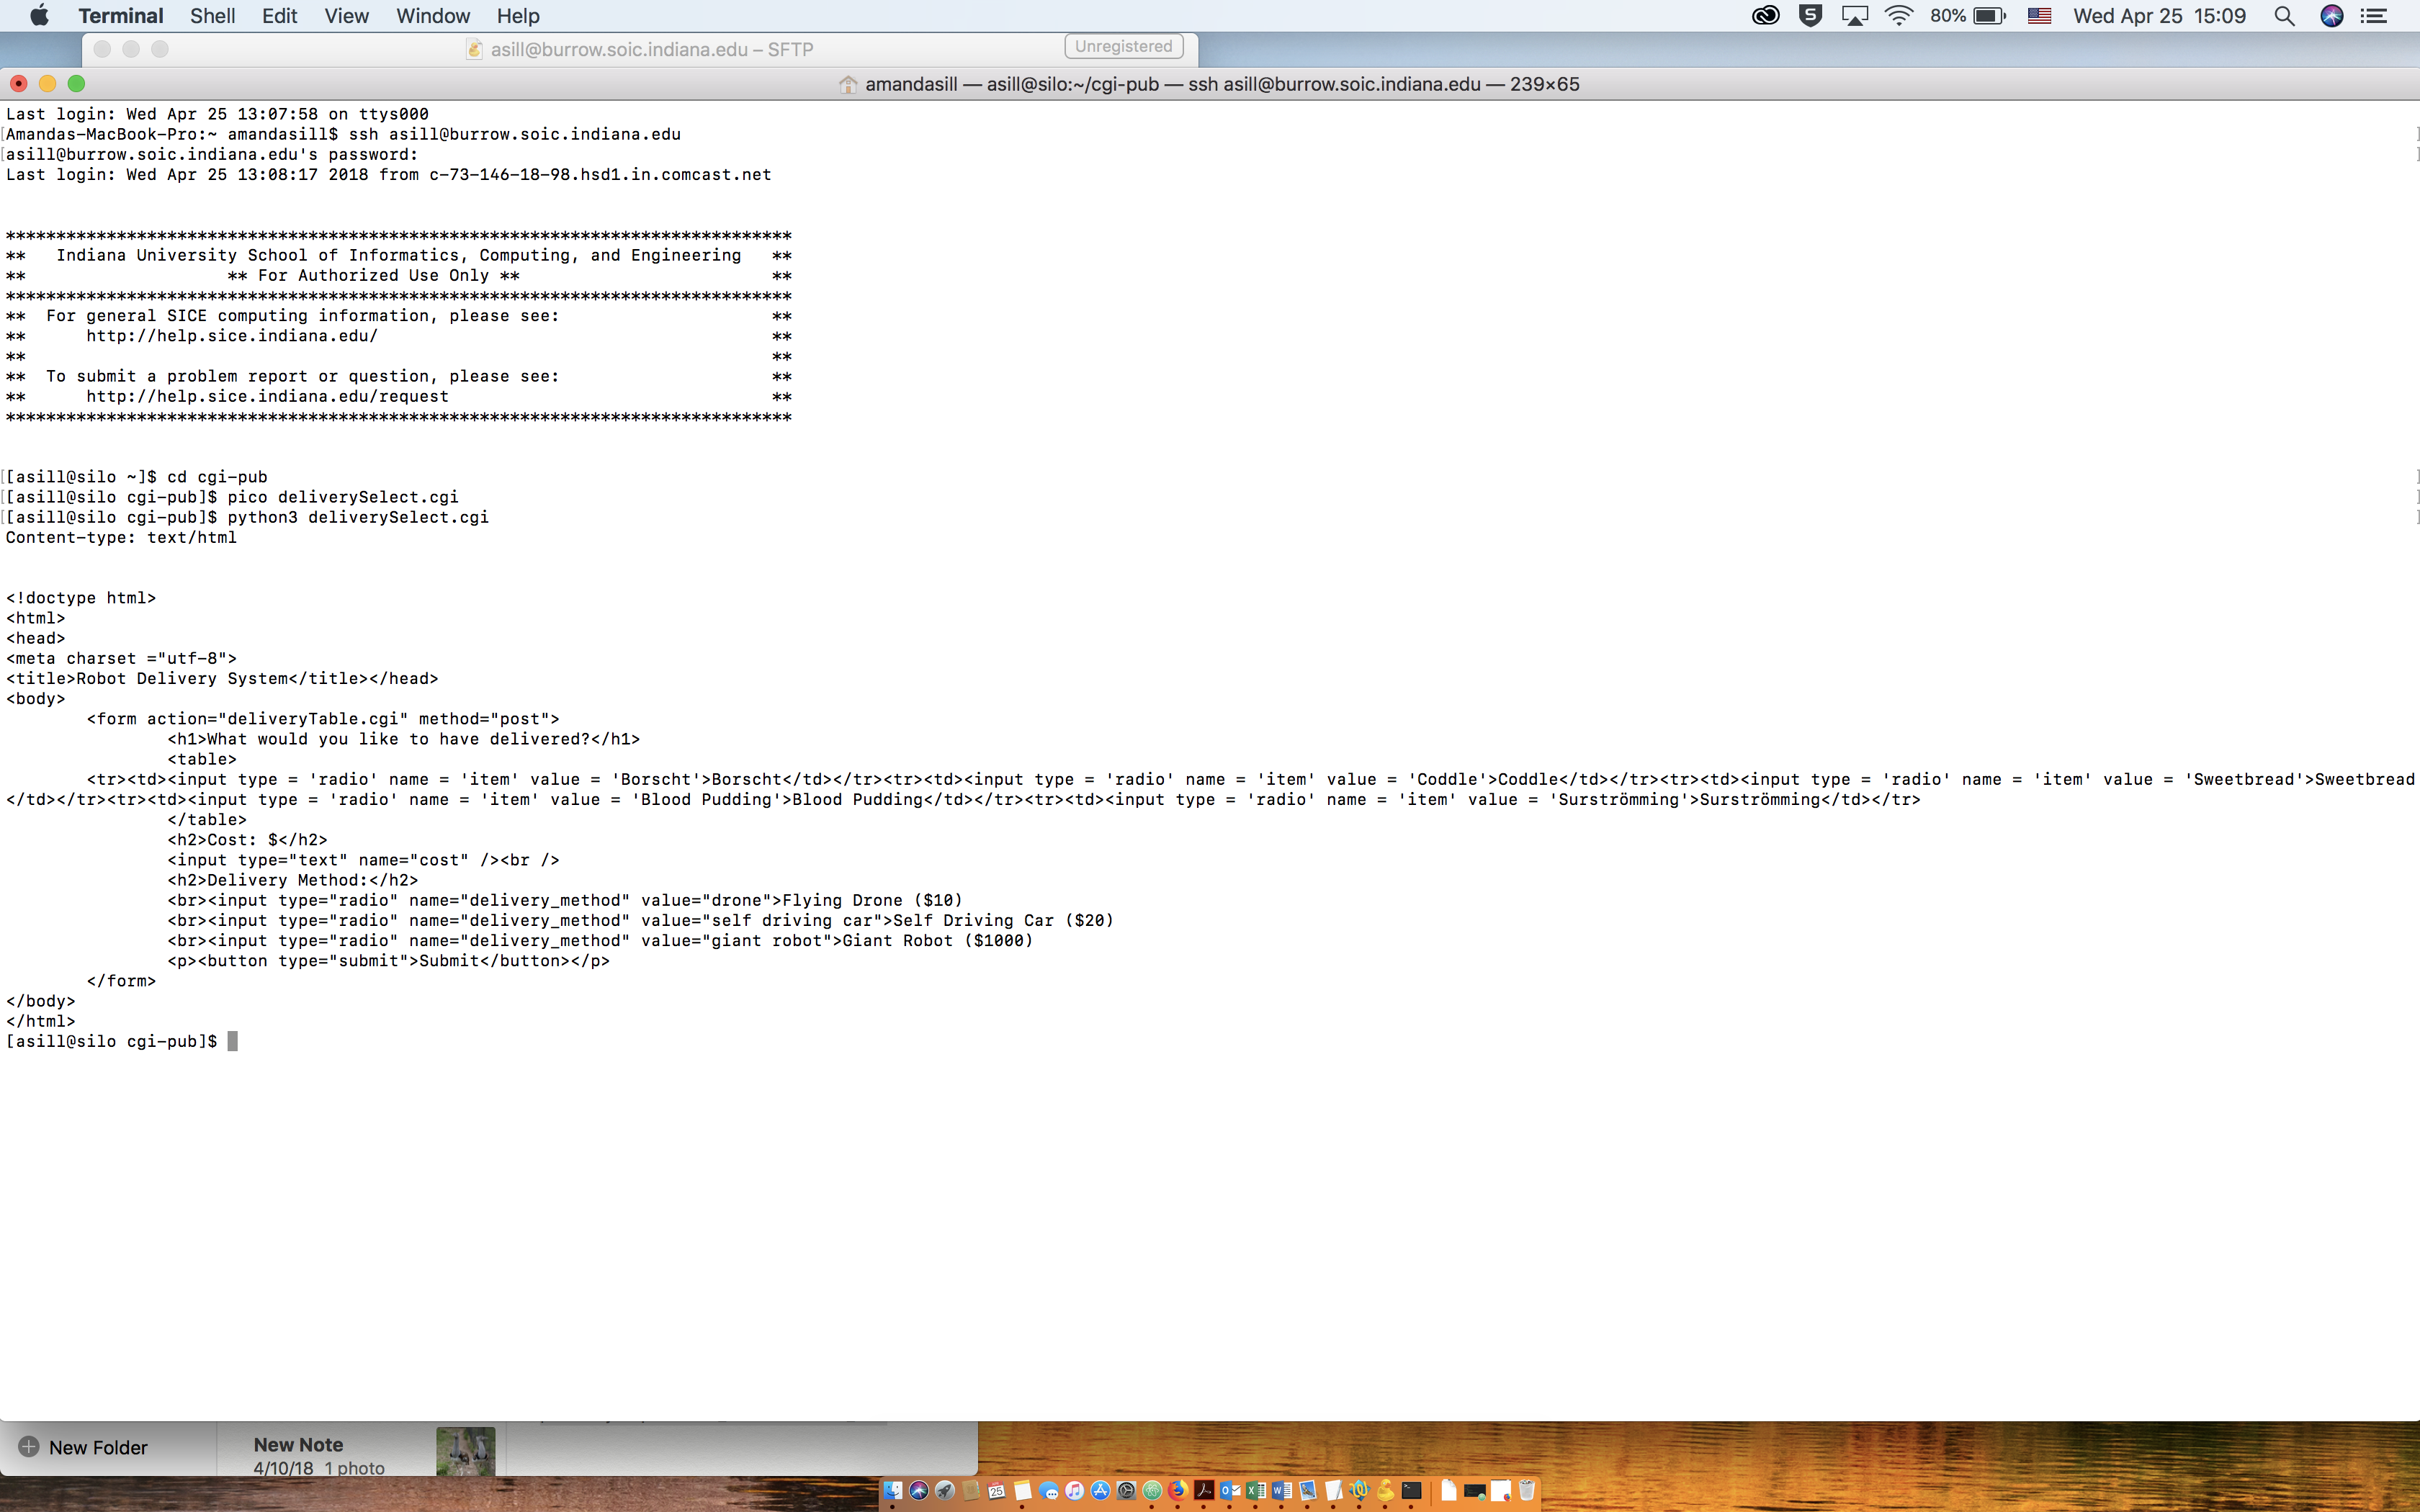 Terminal Shell Edit View Window Help 80% Wed Apr 25 15:09
asill@burrow.soic.indiana.edu – SFTP Unregistered
amandasill — asill@silo:~/cgi-pub — ssh asill@burrow.soic.indiana.edu — 239×65
Last login: Wed Apr 25 13:07:58 on ttys000
[Amandas-MacBook-Pro:~ amandasill$ ssh asill@burrow.soic.indiana.edu ]
[asill@burrow.soic.indiana.edu's password: ]
Last login: Wed Apr 25 13:08:17 2018 from c-73-146-18-98.hsd1.in.comcast.net
******************************************************************************
**   Indiana University School of Informatics, Computing, and Engineering   **
**                    ** For Authorized Use Only **                         **
******************************************************************************
**  For general SICE computing information, please see:                     **
**      http://help.sice.indiana.edu/                                       **
**                                                                          **
**  To submit a problem report or question, please see:                     **
**      http://help.sice.indiana.edu/request                                **
******************************************************************************
[[asill@silo ~]$ cd cgi-pub ]
[[asill@silo cgi-pub]$ pico deliverySelect.cgi ]
[[asill@silo cgi-pub]$ python3 deliverySelect.cgi ]
Content-type: text/html
<!doctype html>
<html>
<head>
<meta charset ="utf-8">
<title>Robot Delivery System</title></head>
<body>
        <form action="deliveryTable.cgi" method="post">
                <h1>What would you like to have delivered?</h1>
                <table>
        <tr><td><input type = 'radio' name = 'item' value = 'Borscht'>Borscht</td></tr><tr><td><input type = 'radio' name = 'item' value = 'Coddle'>Coddle</td></tr><tr><td><input type = 'radio' name = 'item' value = 'Sweetbread'>Sweetbread
</td></tr><tr><td><input type = 'radio' name = 'item' value = 'Blood Pudding'>Blood Pudding</td></tr><tr><td><input type = 'radio' name = 'item' value = 'Surströmming'>Surströmming</td></tr>
                </table>
                <h2>Cost: $</h2>
                <input type="text" name="cost" /><br />
                <h2>Delivery Method:</h2>
                <br><input type="radio" name="delivery_method" value="drone">Flying Drone ($10)
                <br><input type="radio" name="delivery_method" value="self driving car">Self Driving Car ($20)
                <br><input type="radio" name="delivery_method" value="giant robot">Giant Robot ($1000)
                <p><button type="submit">Submit</button></p>
        </form>
</body>
</html>
[asill@silo cgi-pub]$
New Folder
New Note
4/10/18 1 photo
25